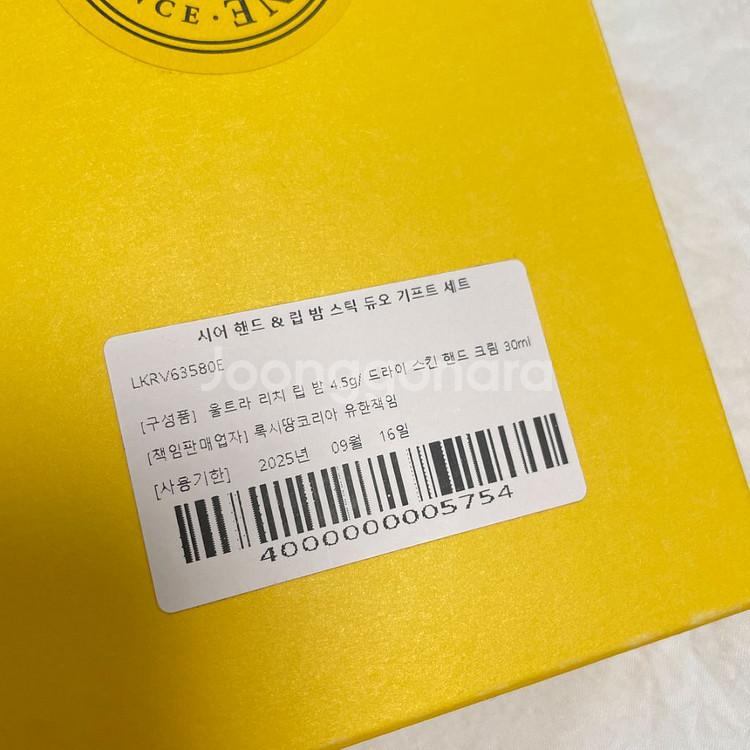 NCE · NE
시어 핸드 & 립 밤 스틱 듀오 기프트 세트
LKRV63580E
joonggonara
[구성품] 울트라 리치 립 밤 4.5g/ 드라이 스킨 핸드 크림 30ml
[책임판매업자] 록시땅코리아 유한책임
[사용기한] 2025년 09월 16일
4000000005754